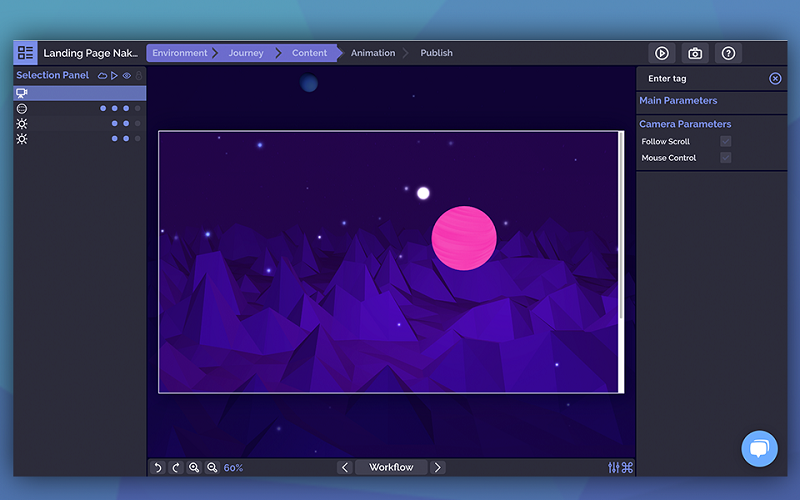 Landing Page Nak...
Environment
Journey
Content
Animation
Publish
Selection Panel
Enter tag
Main Parameters
Camera Parameters
Follow Scroll
Mouse Control
60%
Workflow